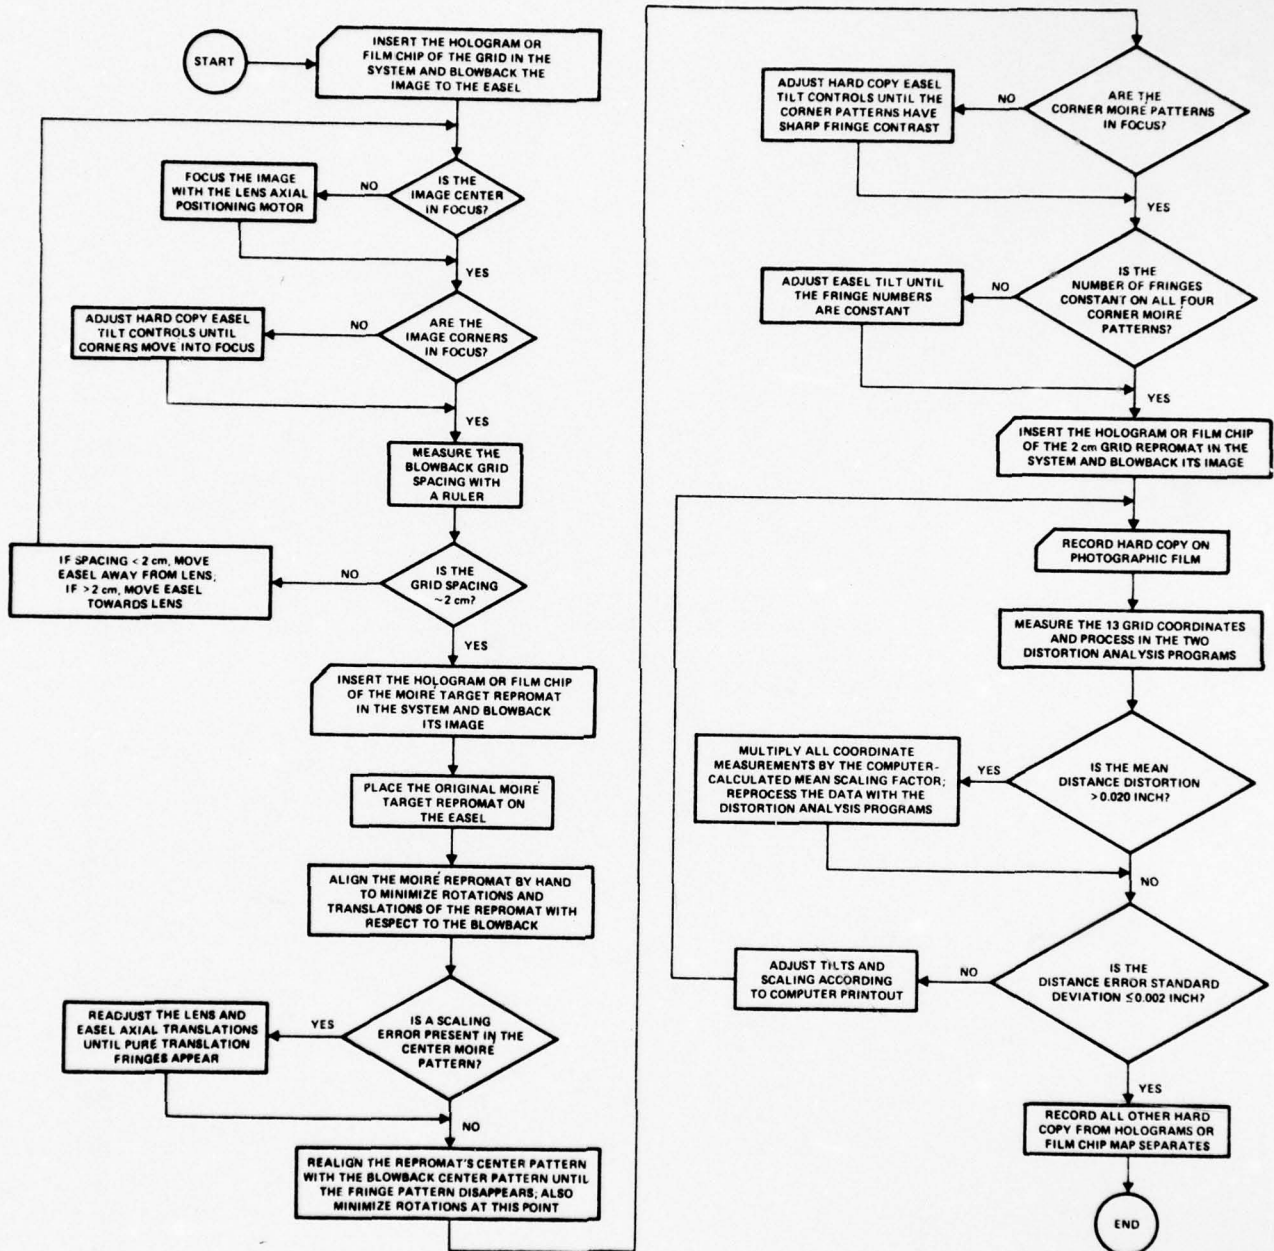 START
INSERT THE HOLOGRAM OR
FILM CHIP OF THE GRID IN THE
SYSTEM AND BLOWBACK THE
IMAGE TO THE EASEL
IS THE
IMAGE CENTER
IN FOCUS?
NO
FOCUS THE IMAGE
WITH THE LENS AXIAL
POSITIONING MOTOR
YES
ARE THE
IMAGE CORNERS
IN FOCUS?
NO
ADJUST HARD COPY EASEL
TILT CONTROLS UNTIL
CORNERS MOVE INTO FOCUS
YES
MEASURE THE
BLOWBACK GRID
SPACING WITH
A RULER
IS THE
GRID SPACING
~2 cm?
NO
IF SPACING < 2 cm, MOVE
EASEL AWAY FROM LENS;
IF >2 cm, MOVE EASEL
TOWARDS LENS
YES
INSERT THE HOLOGRAM OR FILM CHIP
OF THE MOIRÉ TARGET REPROMAT
IN THE SYSTEM AND BLOWBACK
ITS IMAGE
PLACE THE ORIGINAL MOIRÉ
TARGET REPROMAT ON
THE EASEL
ALIGN THE MOIRÉ REPROMAT BY HAND
TO MINIMIZE ROTATIONS AND
TRANSLATIONS OF THE REPROMAT WITH
RESPECT TO THE BLOWBACK
IS A SCALING
ERROR PRESENT IN THE
CENTER MOIRÉ
PATTERN?
YES
READJUST THE LENS AND
EASEL AXIAL TRANSLATIONS
UNTIL PURE TRANSLATION
FRINGES APPEAR
NO
REALIGN THE REPROMAT'S CENTER PATTERN
WITH THE BLOWBACK CENTER PATTERN UNTIL
THE FRINGE PATTERN DISAPPEARS; ALSO
MINIMIZE ROTATIONS AT THIS POINT
ARE THE
CORNER MOIRÉ PATTERNS
IN FOCUS?
NO
ADJUST HARD COPY EASEL
TILT CONTROLS UNTIL THE
CORNER PATTERNS HAVE
SHARP FRINGE CONTRAST
YES
IS THE
NUMBER OF FRINGES
CONSTANT ON ALL FOUR
CORNER MOIRÉ
PATTERNS?
NO
ADJUST EASEL TILT UNTIL
THE FRINGE NUMBERS
ARE CONSTANT
YES
INSERT THE HOLOGRAM OR FILM CHIP
OF THE 2 cm GRID REPROMAT IN THE
SYSTEM AND BLOWBACK ITS IMAGE
RECORD HARD COPY ON
PHOTOGRAPHIC FILM
MEASURE THE 13 GRID COORDINATES
AND PROCESS IN THE TWO
DISTORTION ANALYSIS PROGRAMS
IS THE MEAN
DISTANCE DISTORTION
>0.020 INCH?
YES
MULTIPLY ALL COORDINATE
MEASUREMENTS BY THE COMPUTER-
CALCULATED MEAN SCALING FACTOR;
REPROCESS THE DATA WITH THE
DISTORTION ANALYSIS PROGRAMS
NO
IS THE
DISTANCE ERROR STANDARD
DEVIATION ≤0.002 INCH?
NO
ADJUST TILTS AND
SCALING ACCORDING
TO COMPUTER PRINTOUT
YES
RECORD ALL OTHER HARD
COPY FROM HOLOGRAMS OR
FILM CHIP MAP SEPARATES
END